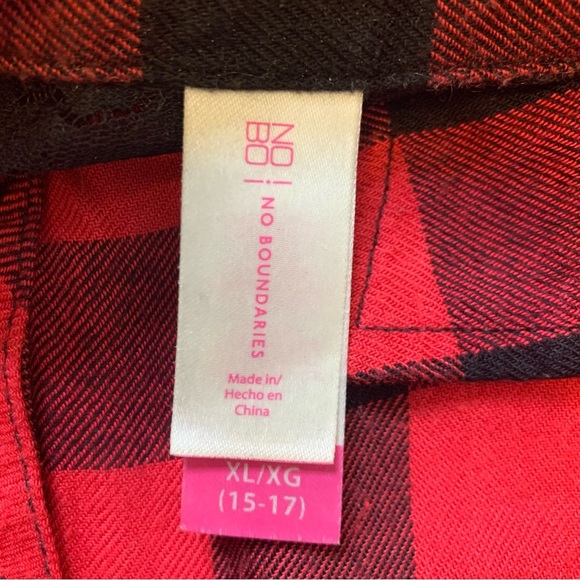 NO
BO
NO BOUNDARIES
Made in/
Hecho en
China
XL/XG
(15-17)